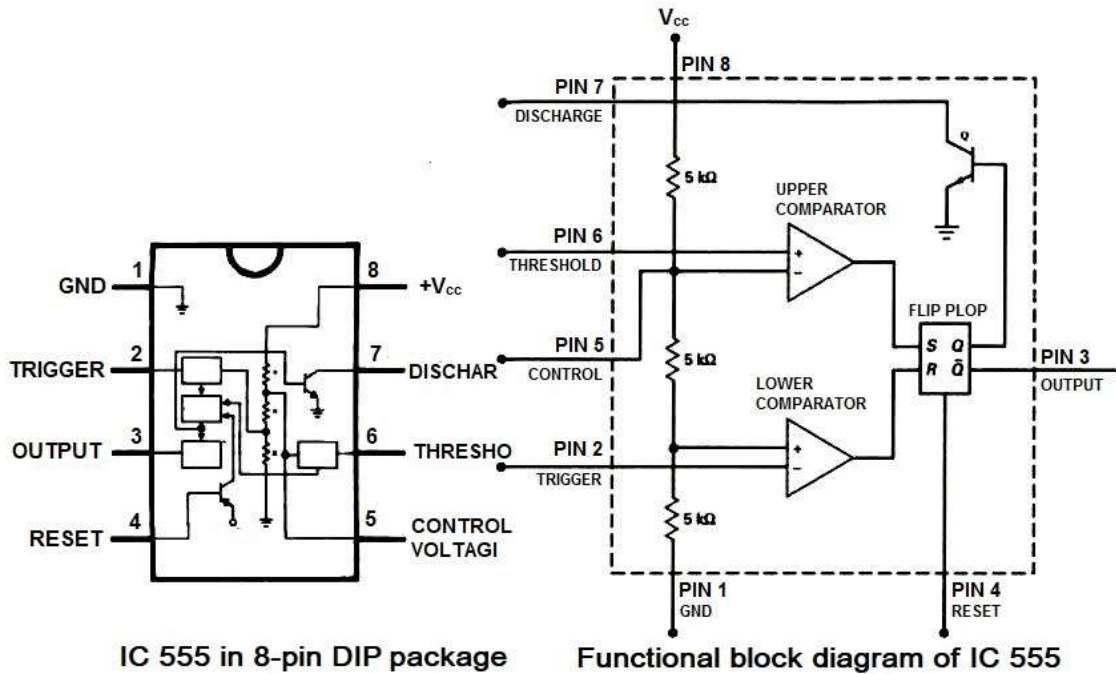 GND
1
TRIGGER
2
OUTPUT
3
RESET
4
8
+Vcc
7
DISCHAR
6
THRESHO
5
CONTROL
VOLTAGI
IC 555 in 8-pin DIP package
Vcc
PIN 8
PIN 7
DISCHARGE
Q
5 kΩ
UPPER
COMPARATOR
PIN 6
THRESHOLD
+
−
FLIP PLOP
PIN 5
CONTROL
5 kΩ
S Q
R Q̄
PIN 3
OUTPUT
LOWER
COMPARATOR
PIN 2
TRIGGER
+
−
5 kΩ
PIN 1
GND
PIN 4
RESET
Functional block diagram of IC 555